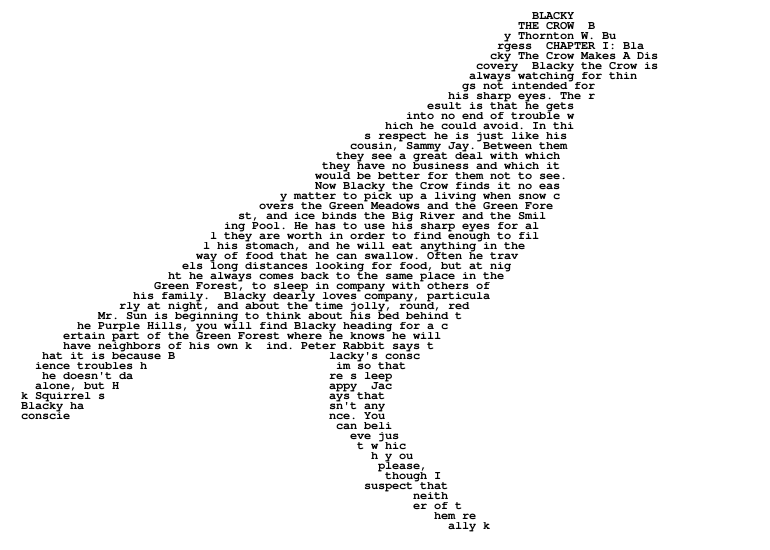 BLACKY
THE CROW  B
y Thornton W. Bu
rgess  CHAPTER I: Bla
cky The Crow Makes A Dis
covery  Blacky the Crow is
always watching for thin
gs not intended for
his sharp eyes. The r
esult is that he gets
into no end of trouble w
hich he could avoid. In thi
s respect he is just like his
cousin, Sammy Jay. Between them
they see a great deal with which
they have no business and which it
would be better for them not to see.
Now Blacky the Crow finds it no eas
y matter to pick up a living when snow c
overs the Green Meadows and the Green Fore
st, and ice binds the Big River and the Smil
ing Pool. He has to use his sharp eyes for al
l they are worth in order to find enough to fil
l his stomach, and he will eat anything in the
way of food that he can swallow. Often he trav
els long distances looking for food, but at nig
ht he always comes back to the same place in the
Green Forest, to sleep in company with others of
his family.  Blacky dearly loves company, particula
rly at night, and about the time jolly, round, red
Mr. Sun is beginning to think about his bed behind t
he Purple Hills, you will find Blacky heading for a c
ertain part of the Green Forest where he knows he will
have neighbors of his own k  ind. Peter Rabbit says t
hat it is because B lacky's consc
ience troubles h im so that
he doesn't da re s leep
alone, but H appy  Jac
k Squirrel s ays that
Blacky ha sn't any
conscie nce. You
can beli
eve jus
t w hic
h y ou
please,
though I
suspect that
neith
er of t
hem re
ally k